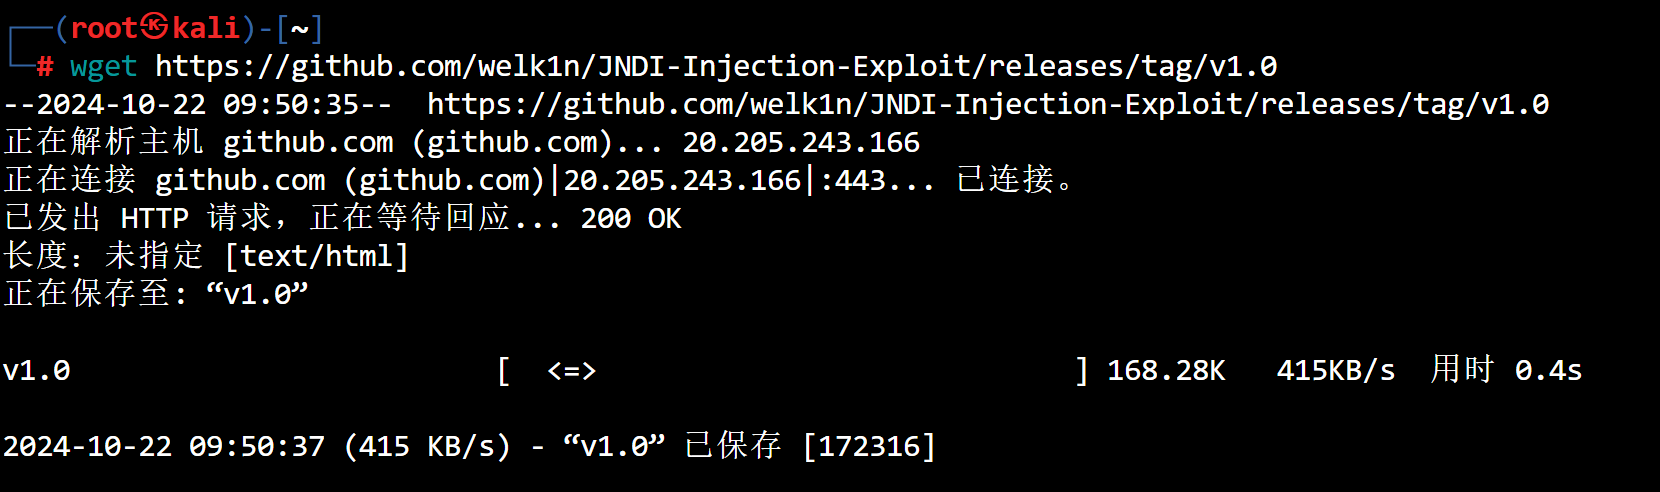 ┌──(root㉿kali)-[~]
└─# wget https://github.com/welk1n/JNDI-Injection-Exploit/releases/tag/v1.0
--2024-10-22 09:50:35--  https://github.com/welk1n/JNDI-Injection-Exploit/releases/tag/v1.0
正在解析主机 github.com (github.com)... 20.205.243.166
正在连接 github.com (github.com)|20.205.243.166|:443... 已连接。
已发出 HTTP 请求，正在等待回应... 200 OK
长度：未指定 [text/html]
正在保存至: “v1.0”
v1.0                         [  <=>                             ] 168.28K   415KB/s  用时 0.4s
2024-10-22 09:50:37 (415 KB/s) - “v1.0” 已保存 [172316]